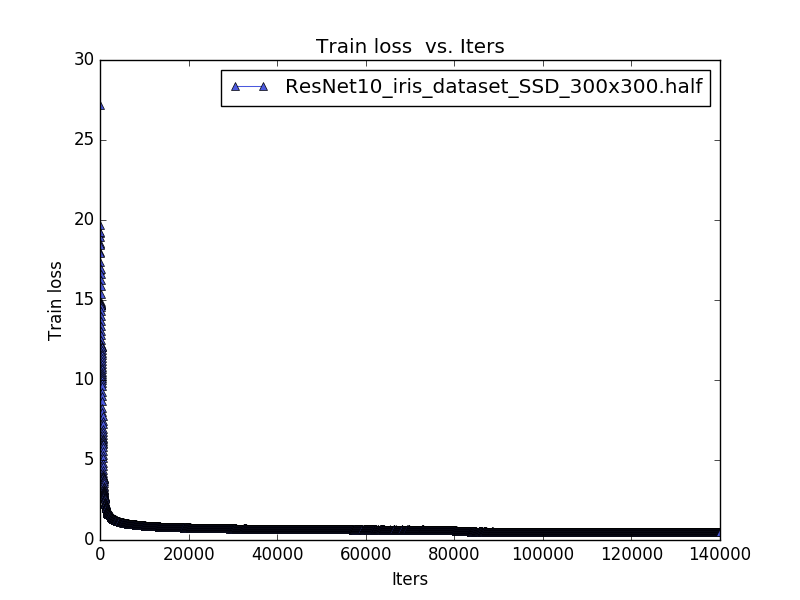 Train loss  vs. Iters
ResNet10_iris_dataset_SSD_300x300.half
30
25
20
15
10
5
0
Train loss
0 20000 40000 60000 80000 100000 120000 140000
Iters